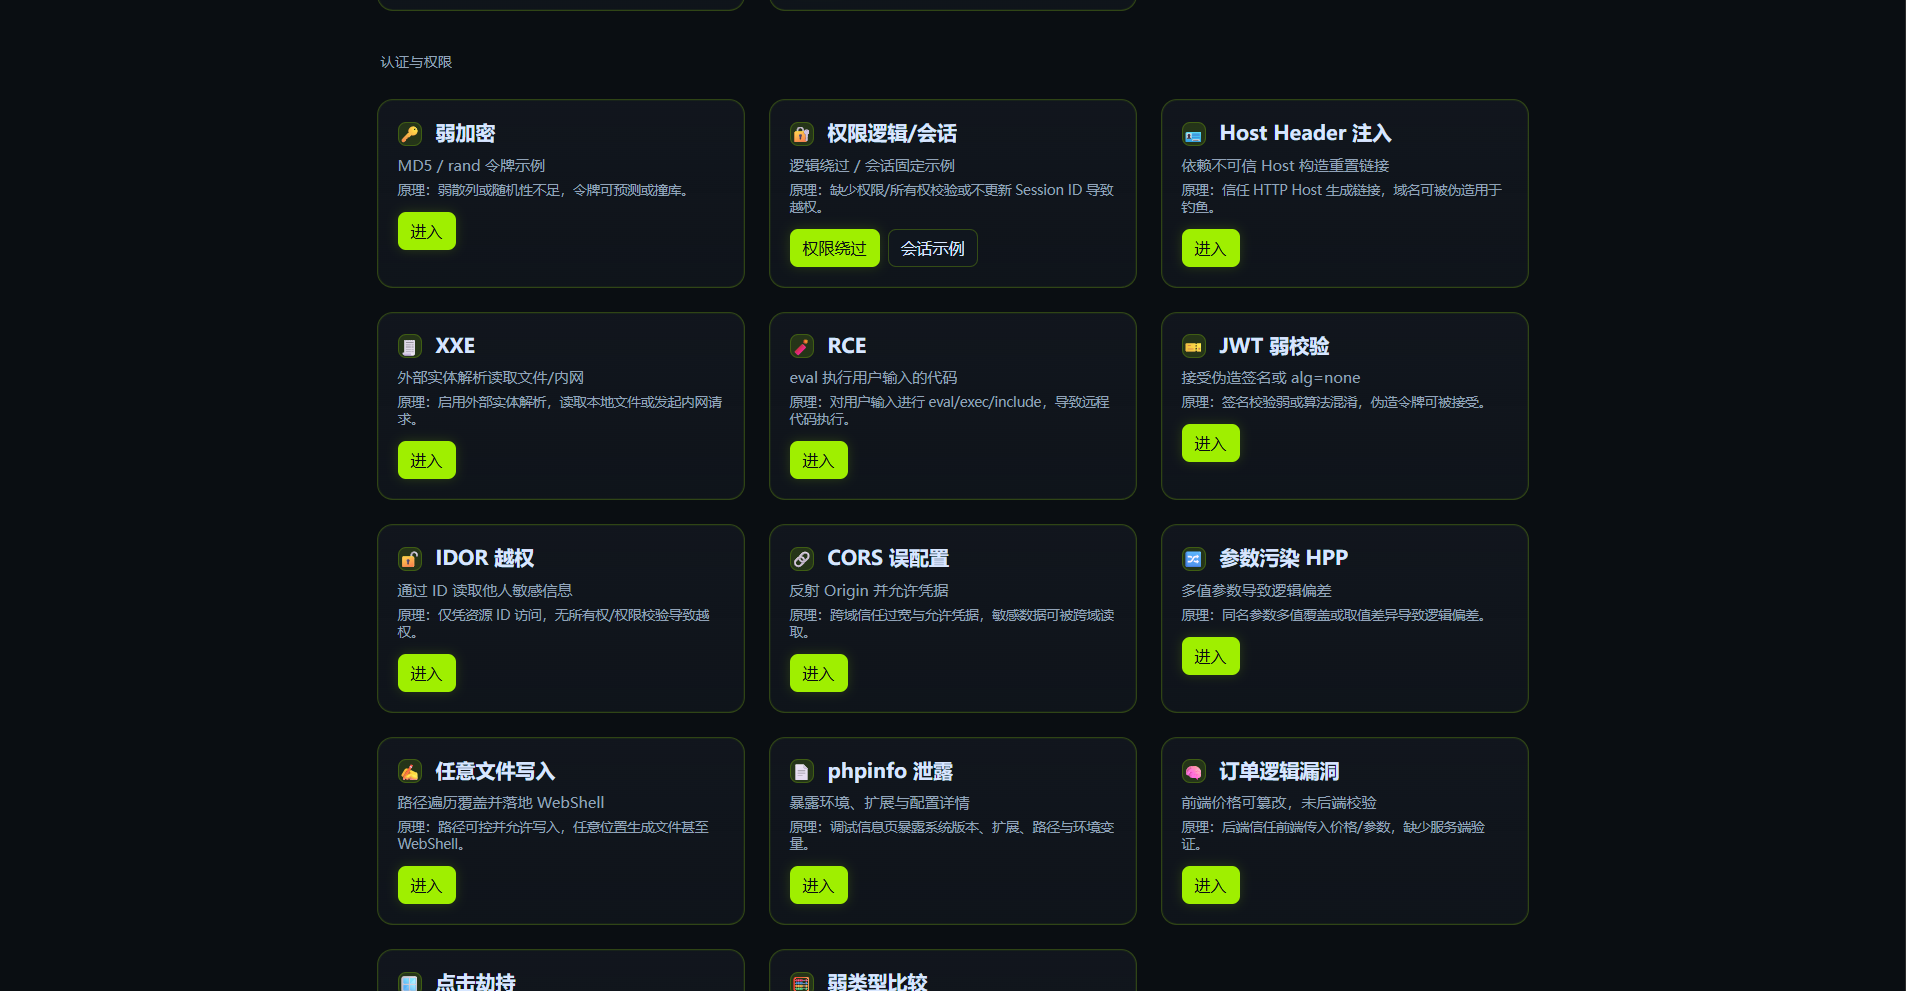 认证与权限
弱加密
MD5 / rand 令牌示例
原理：弱散列或随机性不足，令牌可预测或撞库。
进入
权限逻辑/会话
逻辑绕过 / 会话固定示例
原理：缺少权限/所有权校验或不更新 Session ID 导致
越权。
权限绕过
会话示例
Host Header 注入
依赖不可信 Host 构造重置链接
原理：信任 HTTP Host 生成链接，域名可被伪造用于
钓鱼。
进入
XXE
外部实体解析读取文件/内网
原理：启用外部实体解析，读取本地文件或发起内网请
求。
进入
RCE
eval 执行用户输入的代码
原理：对用户输入进行 eval/exec/include，导致远程
代码执行。
进入
JWT 弱校验
接受伪造签名或 alg=none
原理：签名校验弱或算法混淆，伪造令牌可被接受。
进入
IDOR 越权
通过 ID 读取他人敏感信息
原理：仅凭资源 ID 访问，无所有权/权限校验导致越
权。
进入
CORS 误配置
反射 Origin 并允许凭据
原理：跨域信任过宽与允许凭据，敏感数据可被跨域读
取。
进入
参数污染 HPP
多值参数导致逻辑偏差
原理：同名参数多值覆盖或取值差异导致逻辑偏差。
进入
任意文件写入
路径遍历覆盖并落地 WebShell
原理：路径可控并允许写入，任意位置生成文件甚至
WebShell。
进入
phpinfo 泄露
暴露环境、扩展与配置详情
原理：调试信息页暴露系统版本、扩展、路径与环境变
量。
进入
订单逻辑漏洞
前端价格可篡改，未后端校验
原理：后端信任前端传入价格/参数，缺少服务端验
证。
进入
点击劫持
弱类型比较